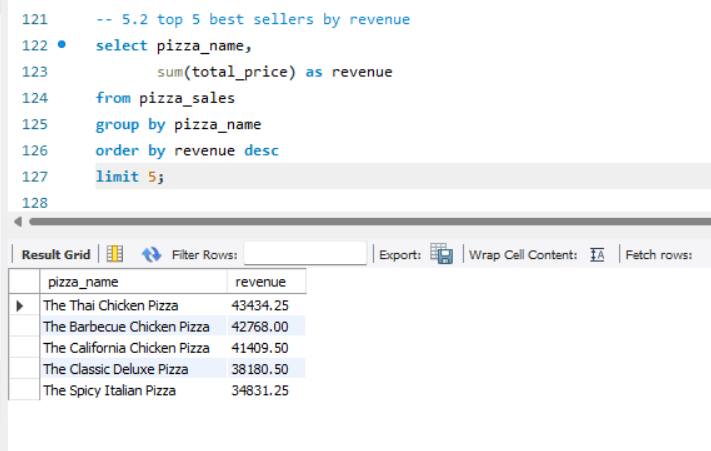 121 -- 5.2 top 5 best sellers by revenue
122 select pizza_name,
123 sum(total_price) as revenue
124 from pizza_sales
125 group by pizza_name
126 order by revenue desc
127 limit 5;
128
Result Grid Filter Rows: Export: Wrap Cell Content: IA Fetch rows:
pizza_name revenue
The Thai Chicken Pizza 43434.25
The Barbecue Chicken Pizza 42768.00
The California Chicken Pizza 41409.50
The Classic Deluxe Pizza 38180.50
The Spicy Italian Pizza 34831.25